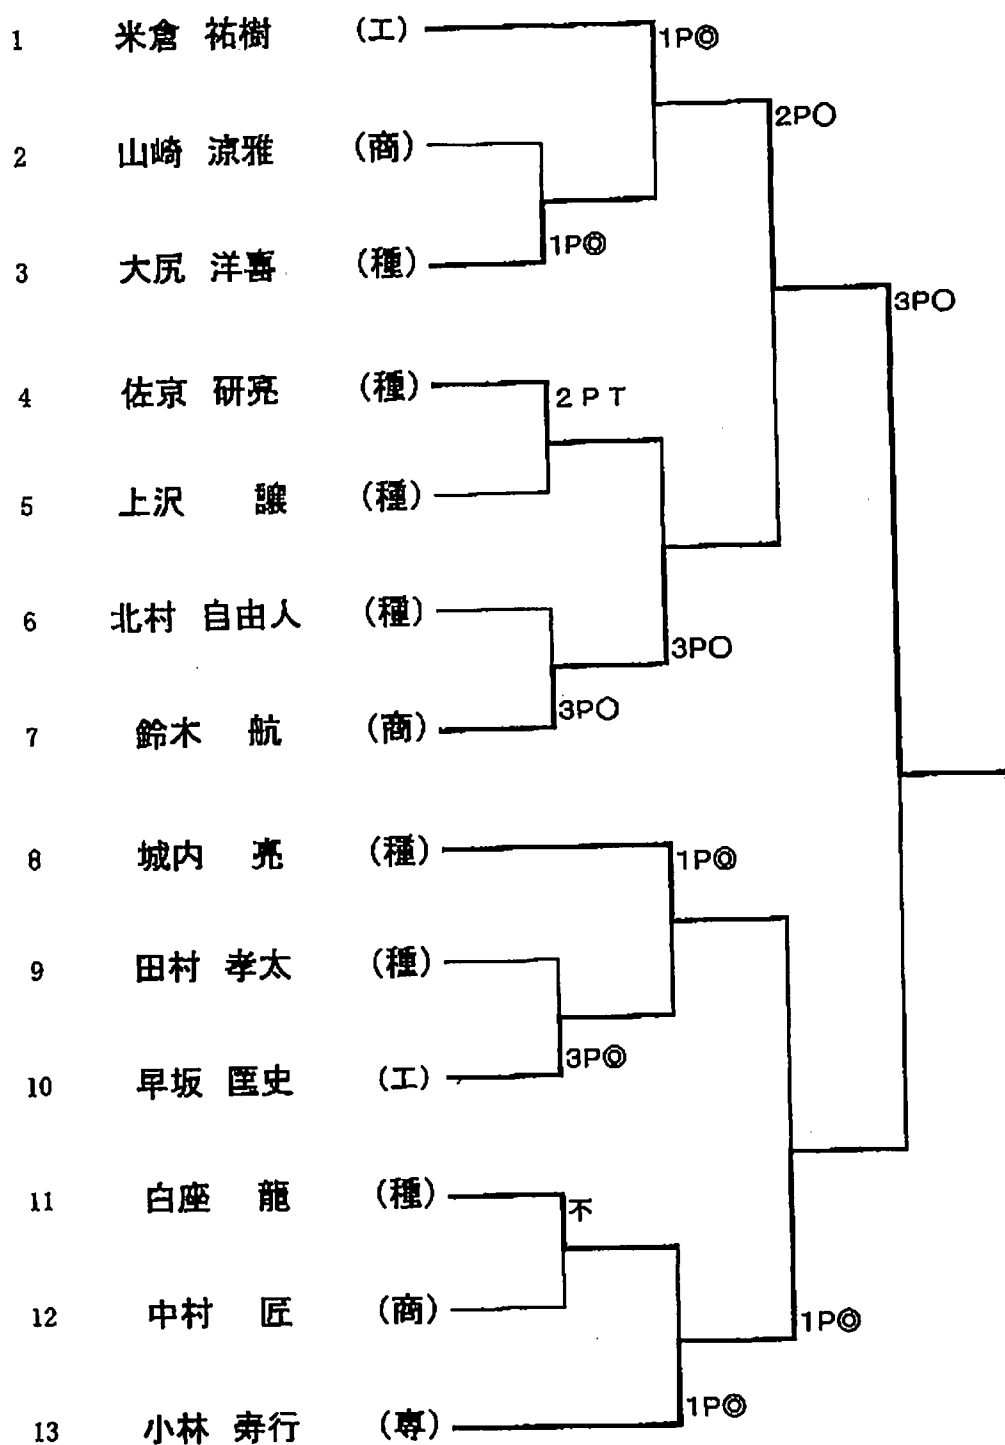 1 米倉 祐樹 (工)
1P◎
2PO
2 山崎 涼雅 (商)
1P◎
3 大尻 洋喜 (種)
3PO
4 佐京 研亮 (種)
2PT
5 上沢 譲 (種)
6 北村 自由人 (種)
3PO
3PO
7 鈴木 航 (商)
8 城内 亮 (種)
1P◎
9 田村 孝太 (種)
3P◎
10 早坂 匡史 (工)
11 白座 龍 (種)
不
12 中村 匠 (商)
1P◎
1P◎
13 小林 寿行 (専)